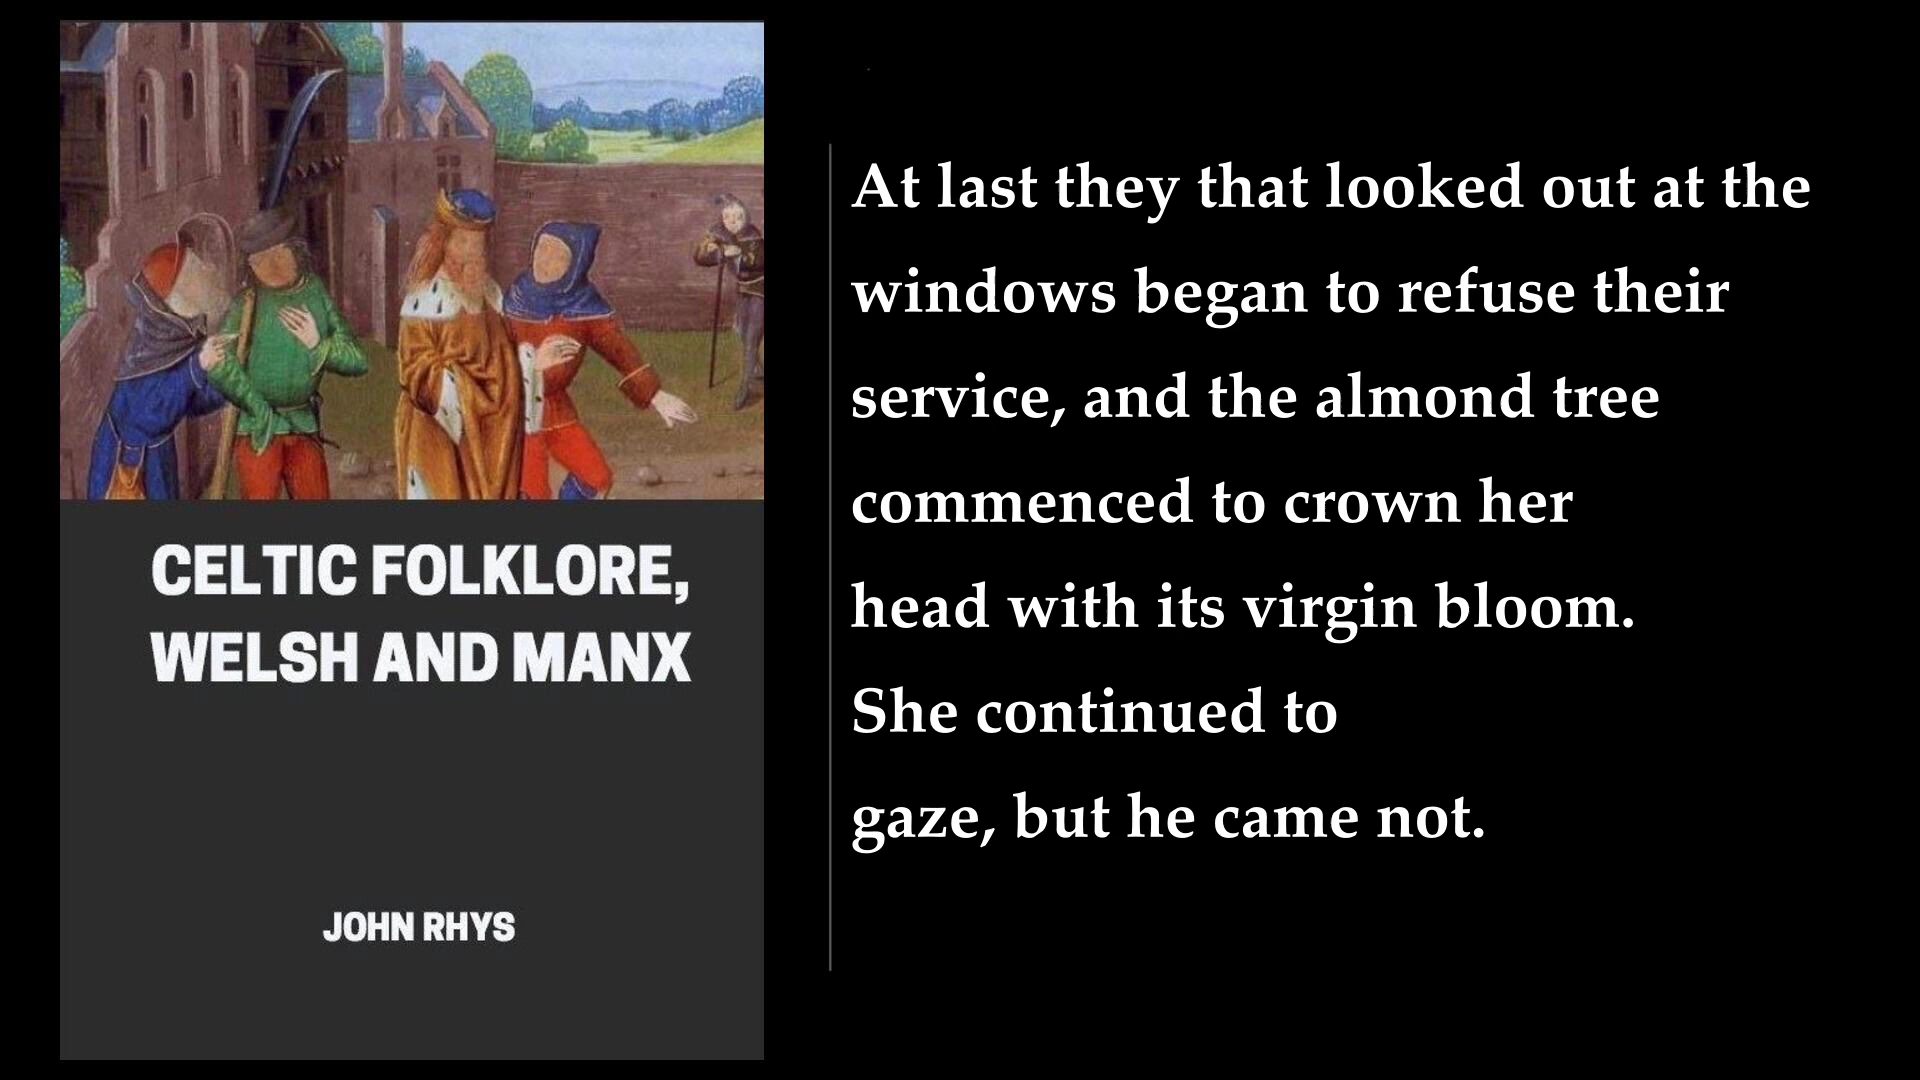 CELTIC FOLKLORE,
WELSH AND MANX
JOHN RHYS
At last they that looked out at the
windows began to refuse their
service, and the almond tree
commenced to crown her
head with its virgin bloom.
She continued to
gaze, but he came not.